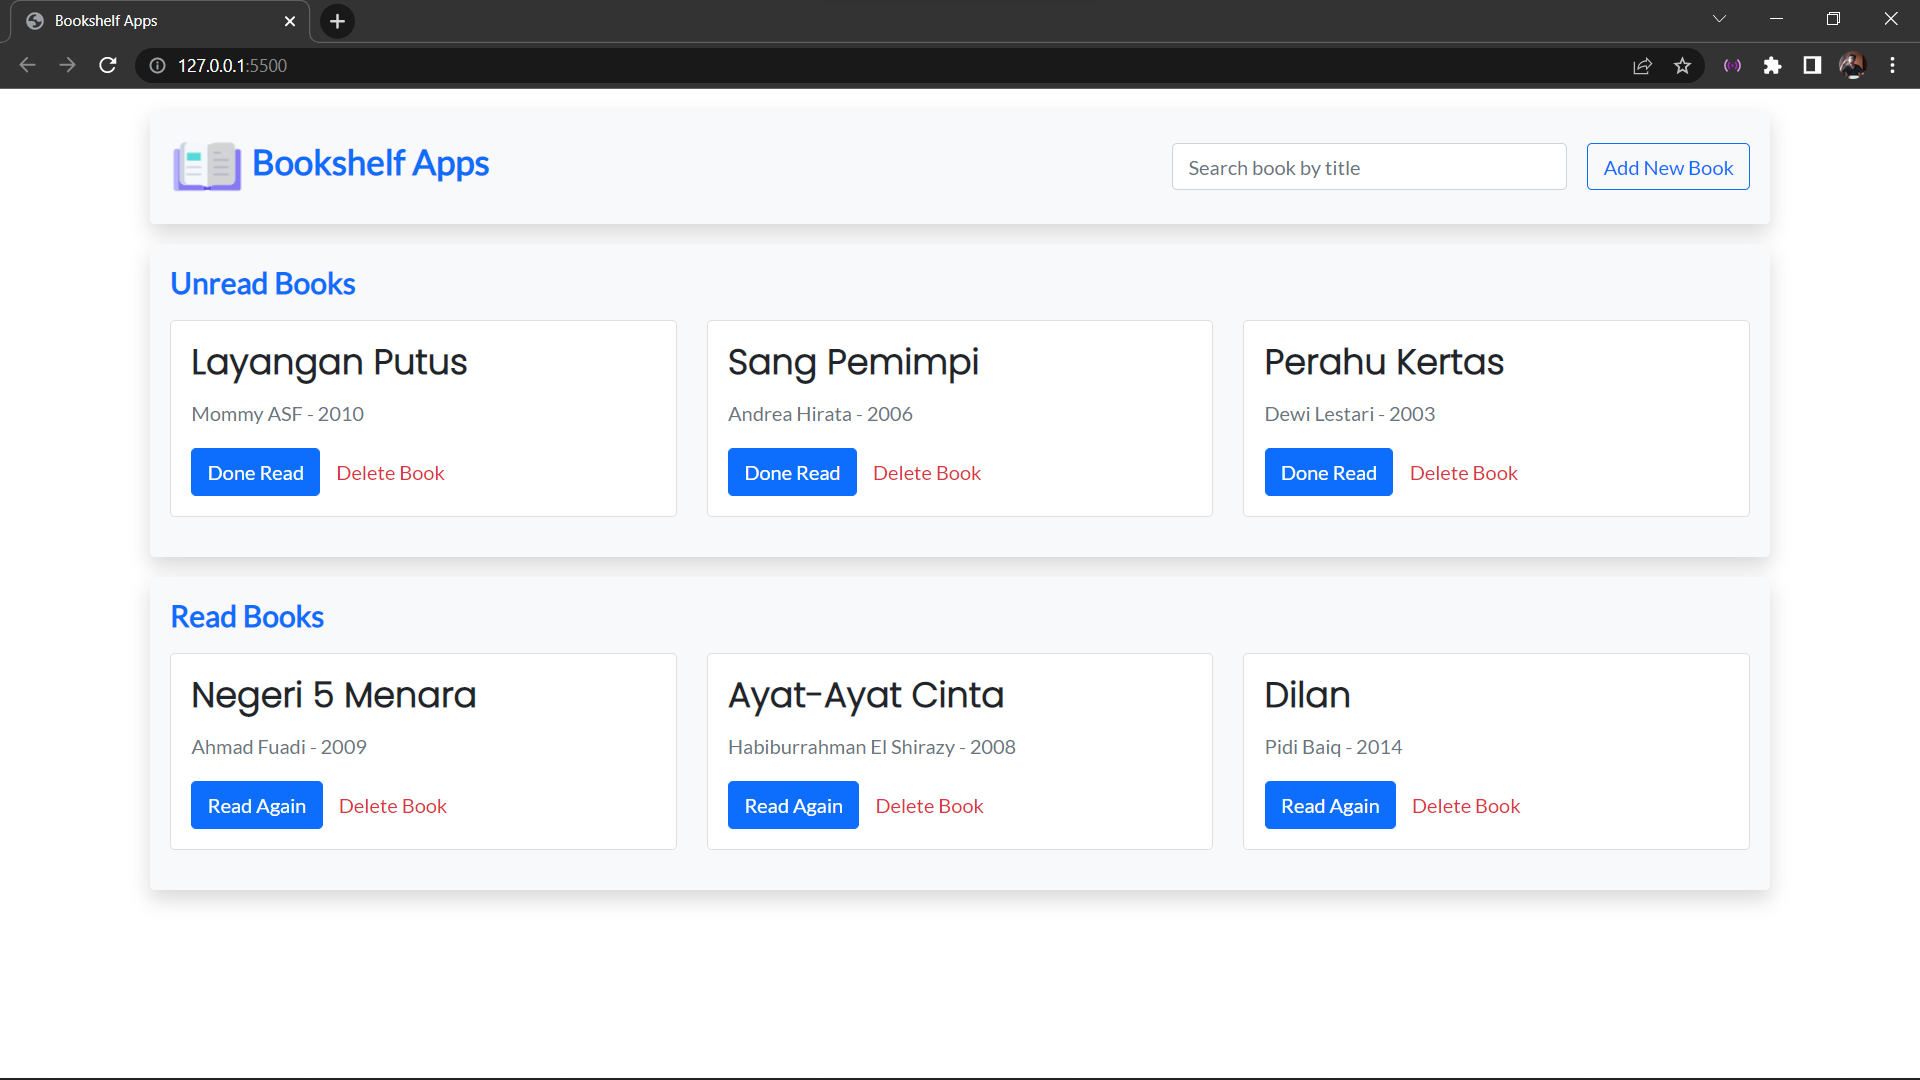 Bookshelf Apps
127.0.0.1:5500
Bookshelf Apps
Search book by title
Add New Book
Unread Books
Layangan Putus
Mommy ASF - 2010
Done Read
Delete Book
Sang Pemimpi
Andrea Hirata - 2006
Done Read
Delete Book
Perahu Kertas
Dewi Lestari - 2003
Done Read
Delete Book
Read Books
Negeri 5 Menara
Ahmad Fuadi - 2009
Read Again
Delete Book
Ayat-Ayat Cinta
Habiburrahman El Shirazy - 2008
Read Again
Delete Book
Dilan
Pidi Baiq - 2014
Read Again
Delete Book